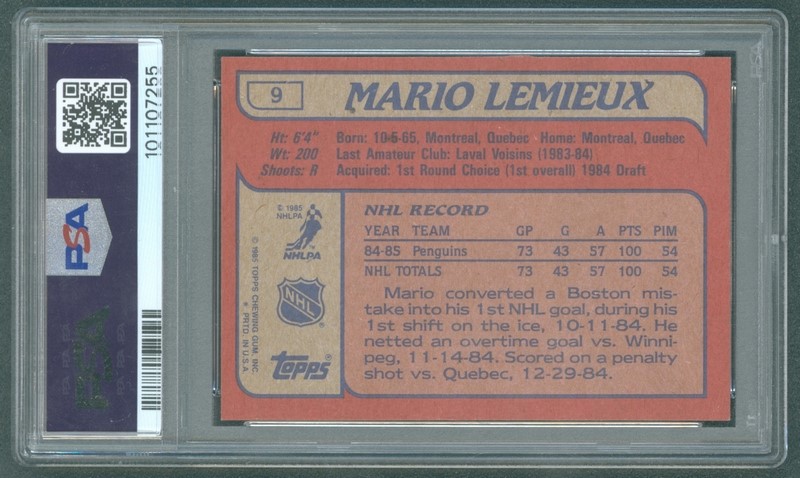 101107255
PSA
9
MARIO LEMIEUX
Ht: 6'4" Born: 10-5-65, Montreal, Quebec Home: Montreal, Quebec
Wt: 200 Last Amateur Club: Laval Voisins (1983-84)
Shoots: R Acquired: 1st Round Choice (1st overall) 1984 Draft
© 1985
NHLPA
NHLPA
TM
NHL
®
topps®
© 1985 TOPPS CHEWING GUM, INC.
* PRTD. IN U.S.A.
NHL RECORD
YEAR TEAM GP G A PTS PIM
84-85 Penguins 73 43 57 100 54
NHL TOTALS 73 43 57 100 54
Mario converted a Boston mis-
take into his 1st NHL goal, during his
1st shift on the ice, 10-11-84. He
netted an overtime goal vs. Winni-
peg, 11-14-84. Scored on a penalty
shot vs. Quebec, 12-29-84.